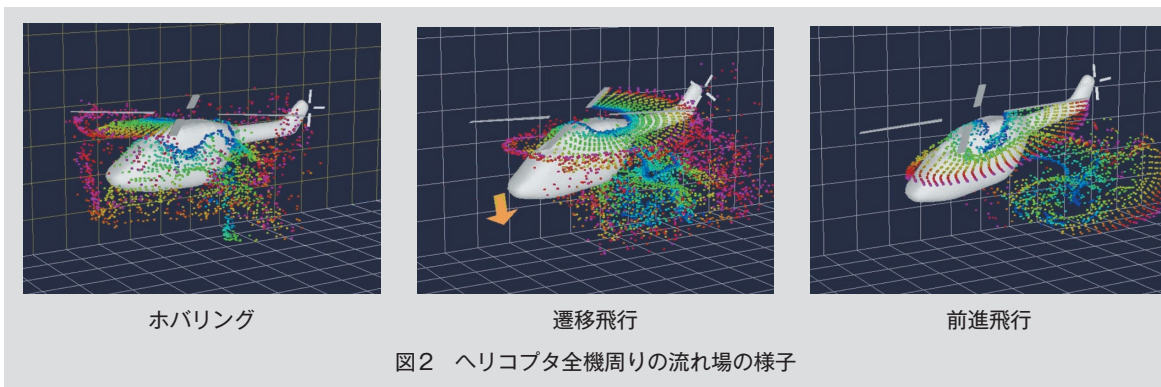 ホバリング
遷移飛行
前進飛行
図2　ヘリコプタ全機周りの流れ場の様子